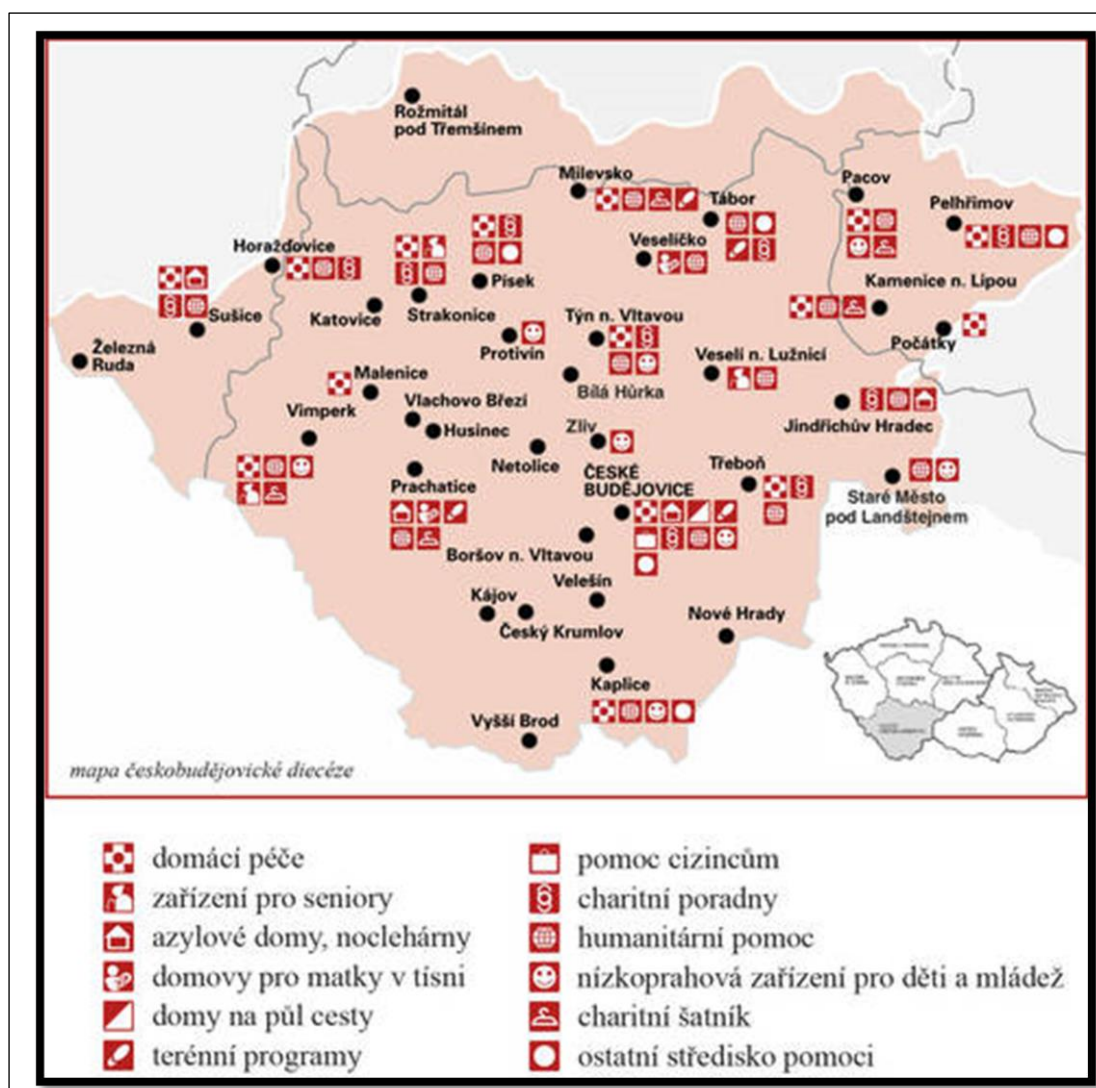 Rožmitál
pod Třemšínem
Milevsko
Pacov
Tábor
Pelhřimov
Horažďovice
Veselíčko
Písek
Kamenice n. Lipou
Sušice
Katovice
Strakonice
Týn n. Vltavou
Počátky
Železná
Ruda
Protivín
Veselí n. Lužnicí
Malenice
Bílá Hůrka
Vimperk
Vlachovo Březí
Jindřichův Hradec
Husinec
Zliv
Netolice
ČESKÉ
BUDĚJOVICE
Třeboň
Prachatice
Staré Město
pod Landštejnem
Boršov n. Vltavou
Velešín
Kájov
Nové Hrady
Český Krumlov
Kaplice
Vyšší Brod
mapa českobudějovické diecéze
domácí péče
zařízení pro seniory
azylové domy, noclehárny
domovy pro matky v tísni
domy na půl cesty
terénní programy
pomoc cizincům
charitní poradny
humanitární pomoc
nízkoprahová zařízení pro děti a mládež
charitní šatník
ostatní středisko pomoci